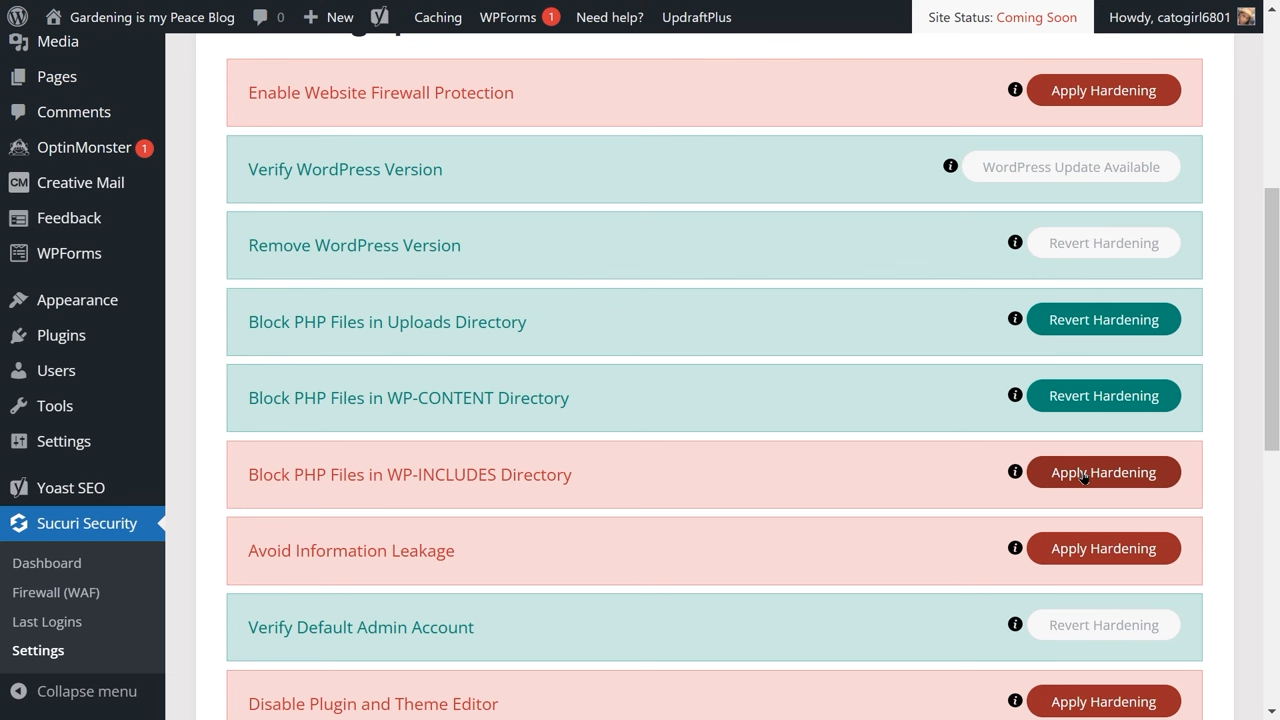 Gardening is my Peace Blog 0 New Caching WPForms 1 Need help? UpdraftPlus Site Status: Coming Soon Howdy, catogirl6801
Media
Pages
Comments
OptinMonster 1
CM Creative Mail
Feedback
WPForms
Appearance
Plugins
Users
Tools
Settings
Yoast SEO
Sucuri Security
Dashboard
Firewall (WAF)
Last Logins
Settings
Collapse menu
Enable Website Firewall Protection i Apply Hardening
Verify WordPress Version i WordPress Update Available
Remove WordPress Version i Revert Hardening
Block PHP Files in Uploads Directory i Revert Hardening
Block PHP Files in WP-CONTENT Directory i Revert Hardening
Block PHP Files in WP-INCLUDES Directory i Apply Hardening
Avoid Information Leakage i Apply Hardening
Verify Default Admin Account i Revert Hardening
Disable Plugin and Theme Editor i Apply Hardening